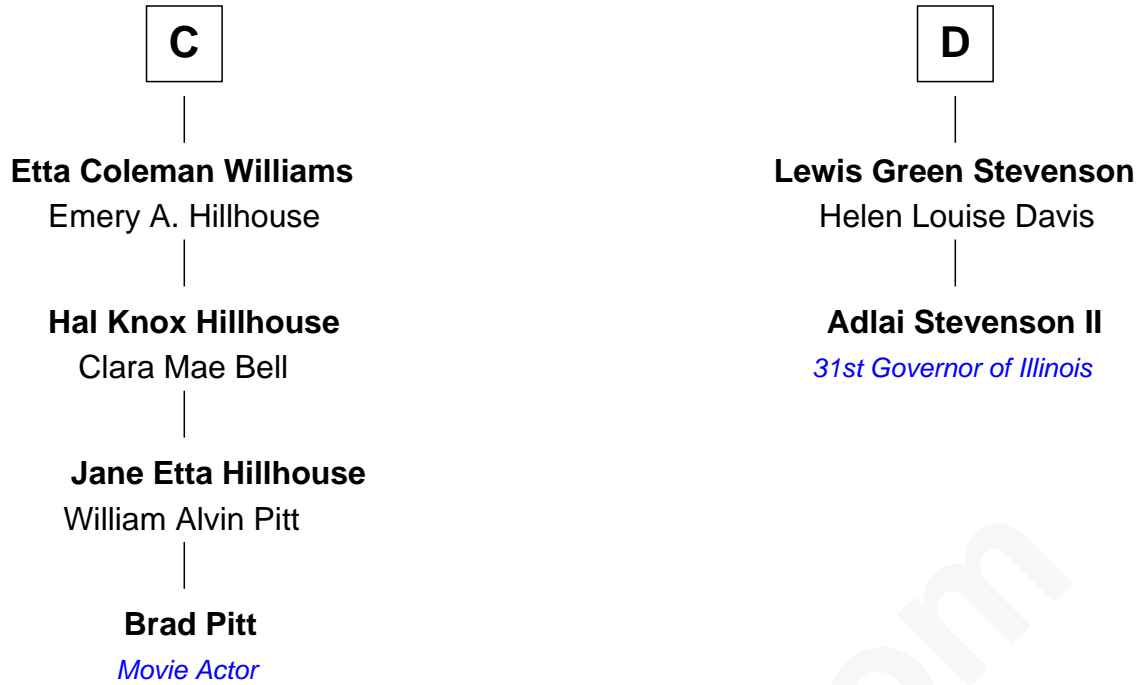 C
Etta Coleman Williams
Emery A. Hillhouse
Hal Knox Hillhouse
Clara Mae Bell
Jane Etta Hillhouse
William Alvin Pitt
Brad Pitt
Movie Actor
D
Lewis Green Stevenson
Helen Louise Davis
Adlai Stevenson II
31st Governor of Illinois
om